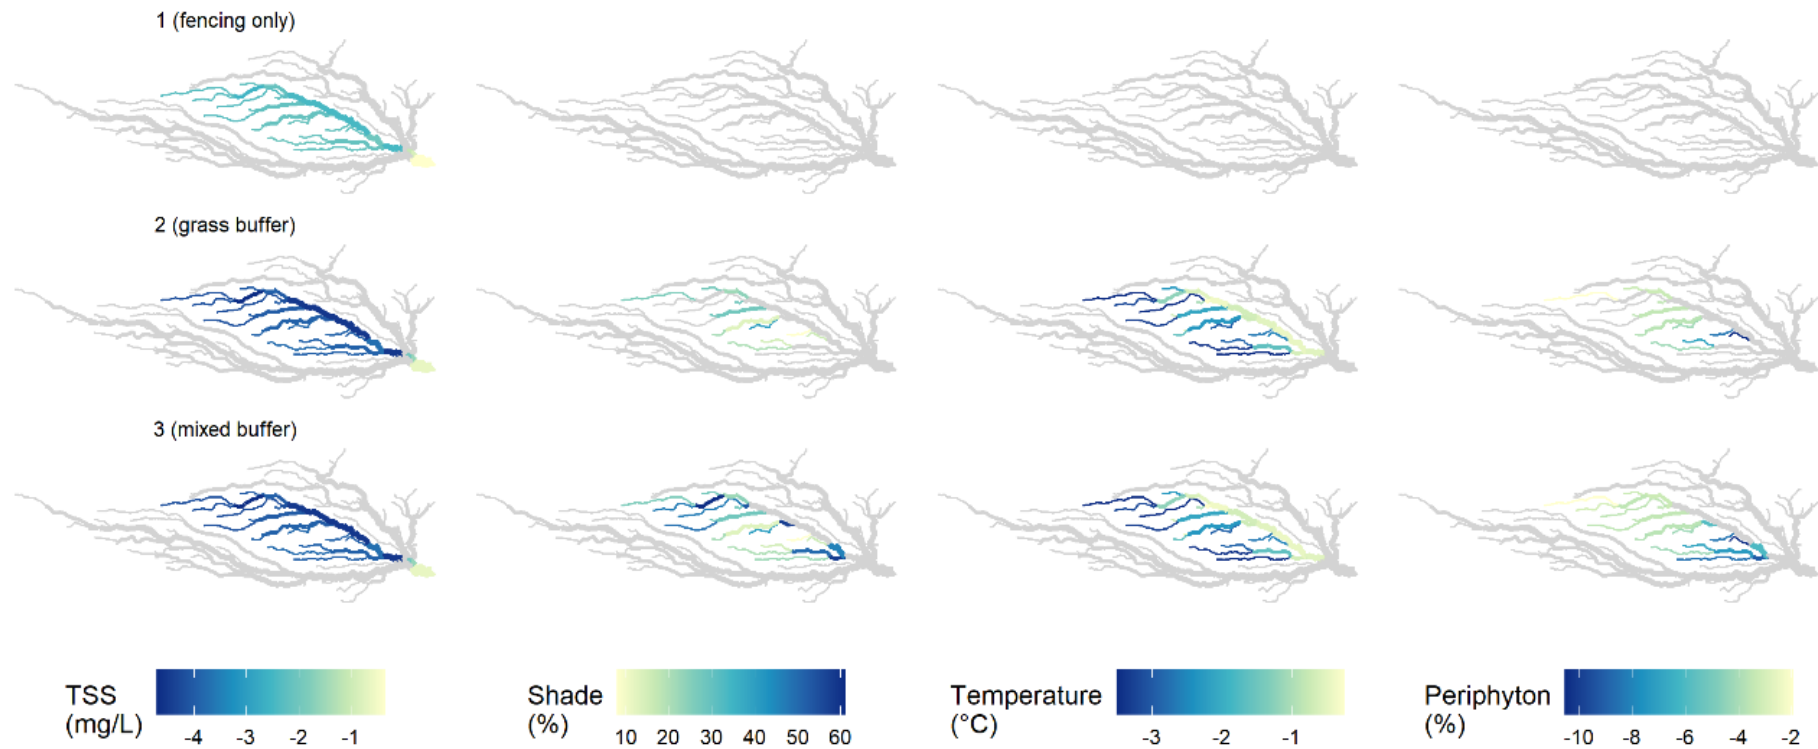 1 (fencing only)
2 (grass buffer)
3 (mixed buffer)
TSS
(mg/L)
-4 -3 -2 -1
Shade
(%)
10 20 30 40 50 60
Temperature
(°C)
-3 -2 -1
Periphyton
(%)
-10 -8 -6 -4 -2